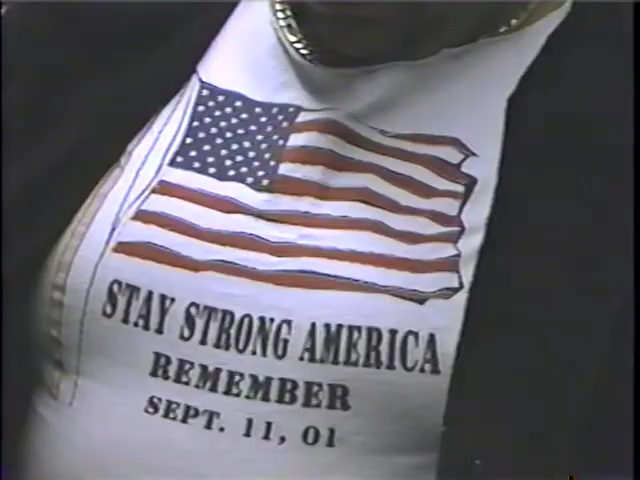 STAY STRONG AMERICA
REMEMBER
SEPT. 11, 01